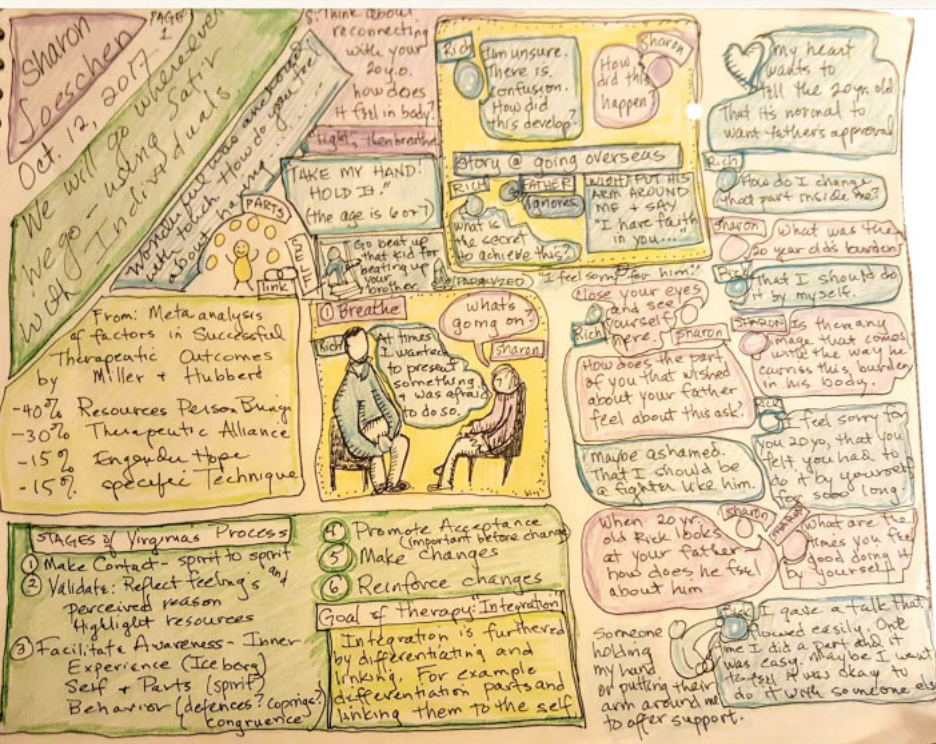 Sharon
Loeschen
PAGE
1
Oct. 12, 2017
We will go wherever
we go - using Satir
with Individuals
Wonderful was
with touch. How do you feel
about having
5. Think about
reconnecting
with your
20 y.o.
how does
it feel in body?
"Tight", then breathe
TAKE MY HAND:
HOLD IT."
(the age is 6 or 7)
PARTS
link
Go beat up
that kid for
beating up
your
brother
PARALYZED
Rich
I'm unsure.
There is
confusion.
How did
this develop?
Sharon
How
did this
happen?
Story @ going overseas
RICH
what is
the secret
to achieve this?
FATHER
ignores
WISH: PUT HIS
ARM AROUND
ME + SAY
I HAVE faith
in you..."
From: Meta analysis
of factors in Successful
Therapeutic Outcomes
by Miller + Hubbert
-40% Resources Person Brings
-30% Therapeutic Alliance
-15% Engender Hope
-15% specific Technique
① Breathe
Rich
At times
I wanted
to present
something,
+ was afraid
to do so.
what's
going on?
Sharon
I feel sorry for him"
Close your eyes
and see
yourself
there.
Rich
Sharon
How does the part
of you that wished
about your father
feel about this ask?
maybe ashamed.
That I should be
a fighter like him.
When 20 yr.
old Rick looks
at your father
how does he feel
about him
Sharon
Someone
holding
my hand
or putting their
arm around me
to offer support.
my heart
wants to
tell the 20 yr. old
That it's normal to
want father's approval
Rich
How do I change
that part inside me?
Sharon
What was the
20 year old's burden?
Rich
That I should do
it by myself.
SHARON
Is there any
image that comes
with the way he
carries this burden
in his body.
Rich
I feel sorry for
you 20 yo, that you
felt you had to
do it by yourself
for sooo long
SHARON
what are the
times you feel
good doing it
by yourself?
Rick
I gave a talk that
flowed easily. One
time I did a part and it
was easy. Maybe I want
it was okay to
do it with someone else
STAGES of Virginias Process
① Make Contact - spirit to spirit
② Validate: Reflect feeling's and
perceived reason
Highlight resources
③ Facilitate Awareness - Inner
Experience (Iceberg)
Self + Parts (spirit)
Behavior (defences? copings?
congruence)
④ Promote Acceptance
(important before change)
⑤ Make changes
⑥ Reinforce changes
Goal of Therapy: "Integration"
Integration is furthered
by differentiating and
linking. For example
differentiation parts and
linking them to the self